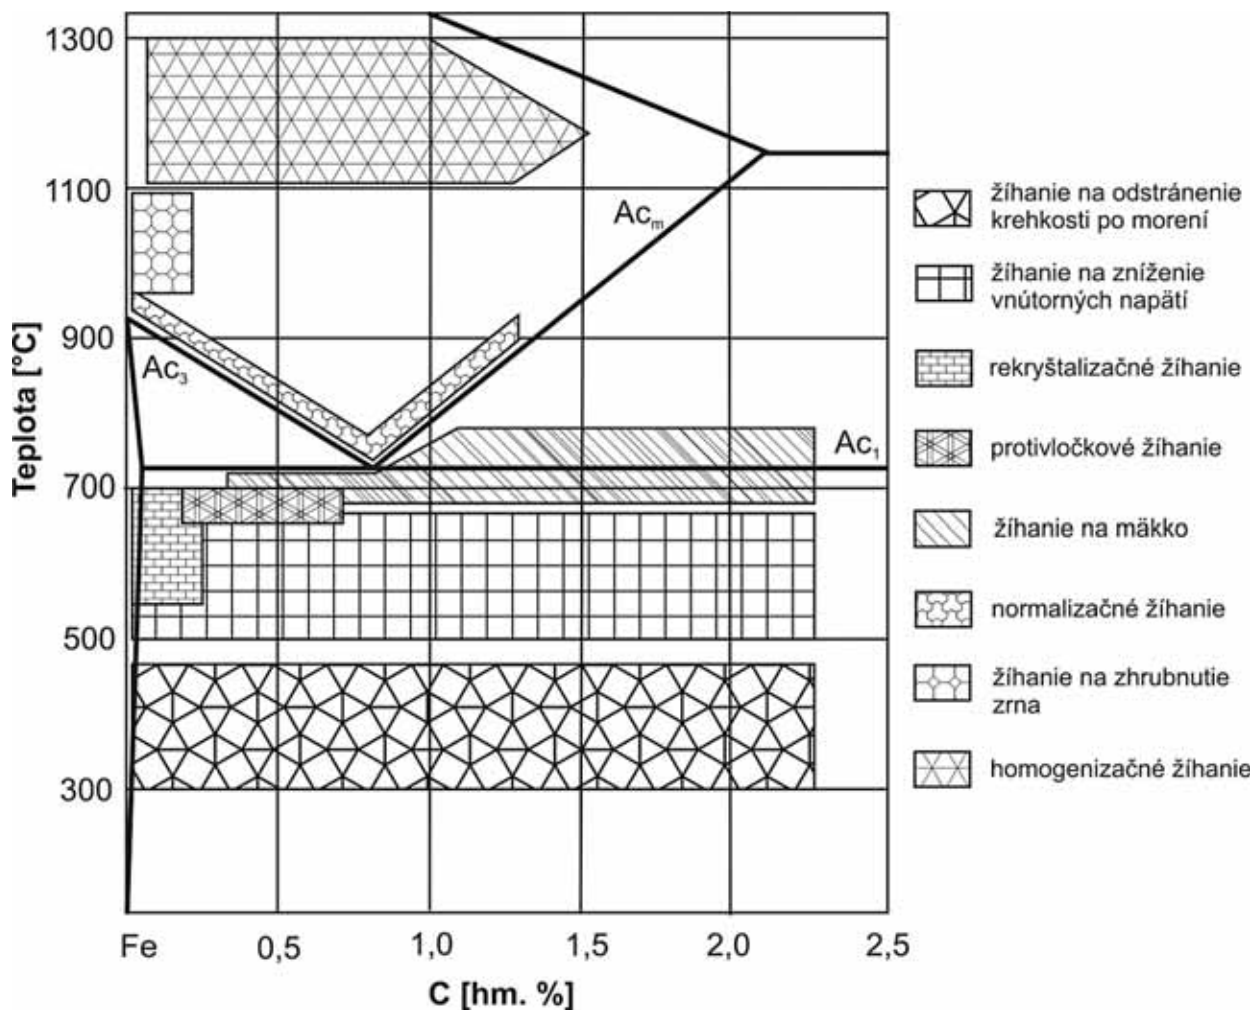 1300
1100
900
700
500
300
Teplota [°C]
Ac₃
Acₘ
Ac₁
Fe
0,5
1,0
1,5
2,0
2,5
C [hm. %]
žíhanie na odstránenie
krehkosti po morení
žíhanie na zníženie
vnútorných napätí
rekryštalizačné žíhanie
protivločkové žíhanie
žíhanie na mäkko
normalizačné žíhanie
žíhanie na zhrubnutie
zrna
homogenizačné žíhanie